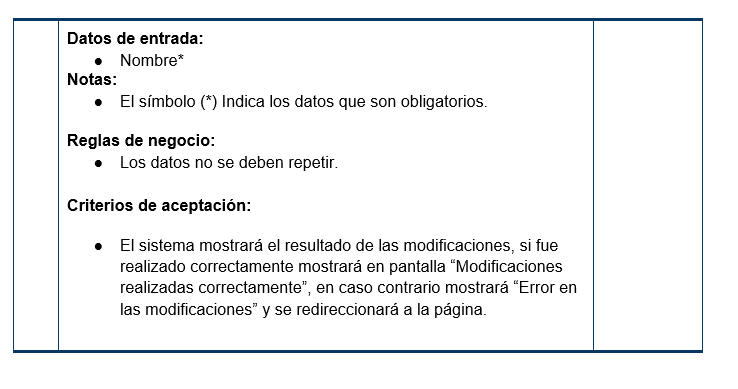 Datos de entrada:
● Nombre*
Notas:
● El símbolo (*) Indica los datos que son obligatorios.
Reglas de negocio:
● Los datos no se deben repetir.
Criterios de aceptación:
● El sistema mostrará el resultado de las modificaciones, si fue
realizado correctamente mostrará en pantalla “Modificaciones
realizadas correctamente”, en caso contrario mostrará “Error en
las modificaciones” y se redireccionará a la página.